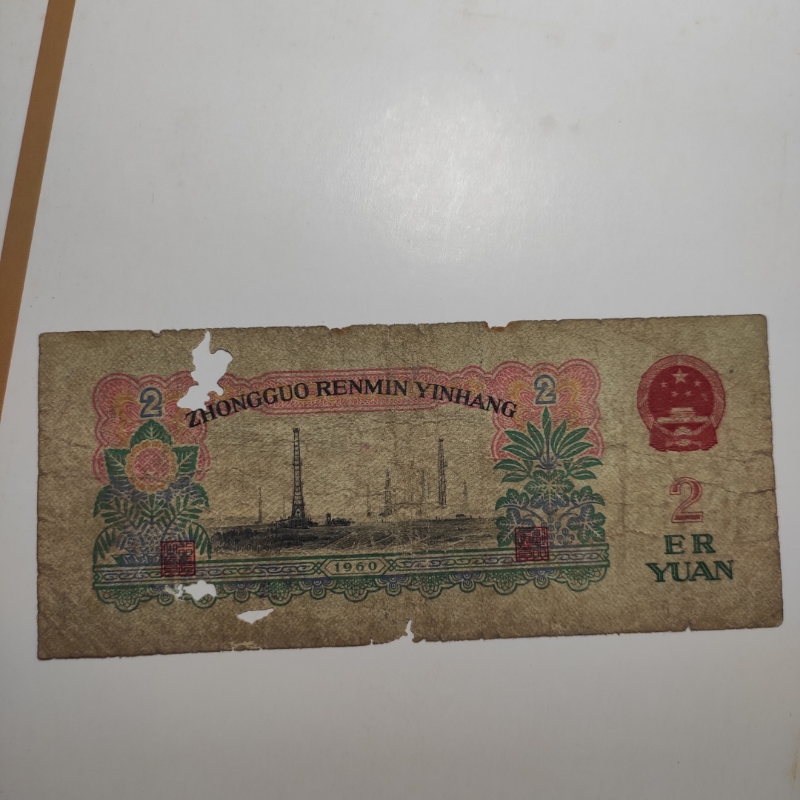 2
2
ZHONGGUO RENMIN YINHANG
1960
2
ER
YUAN